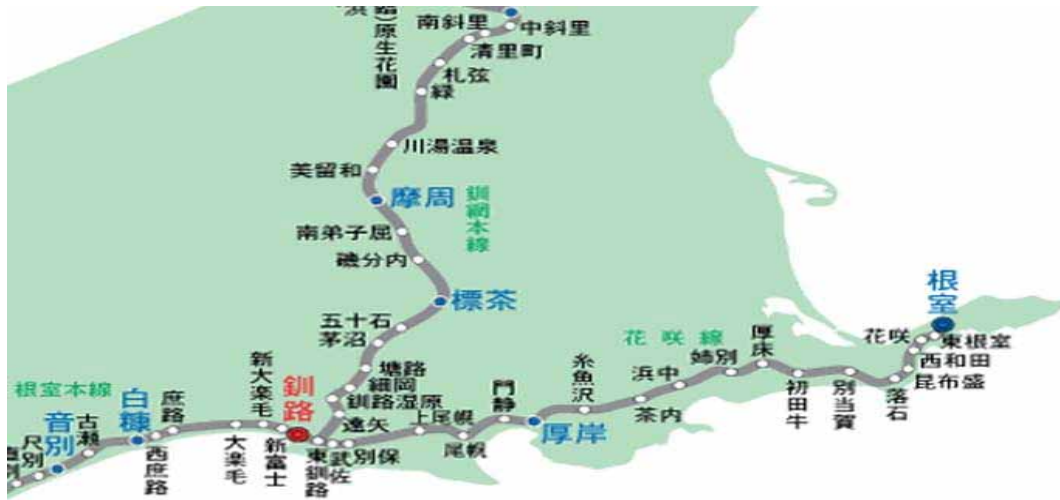 原生花園
南斜里
中斜里
清里町
札弦
緑
川湯温泉
美留和
摩周
釧網本線
南弟子屈
磯分内
標茶
五十石
茅沼
塘路
細岡
釧路湿原
遠矢
根室本線
音別
尺別
古瀬
白糠
西庶路
庶路
大楽毛
新大楽毛
新富士
釧路
東釧路
武佐
別保
上尾幌
尾幌
門静
厚岸
糸魚沢
茶内
浜中
花咲線
姉別
厚床
初田牛
別当賀
落石
昆布盛
西和田
花咲
東根室
根室